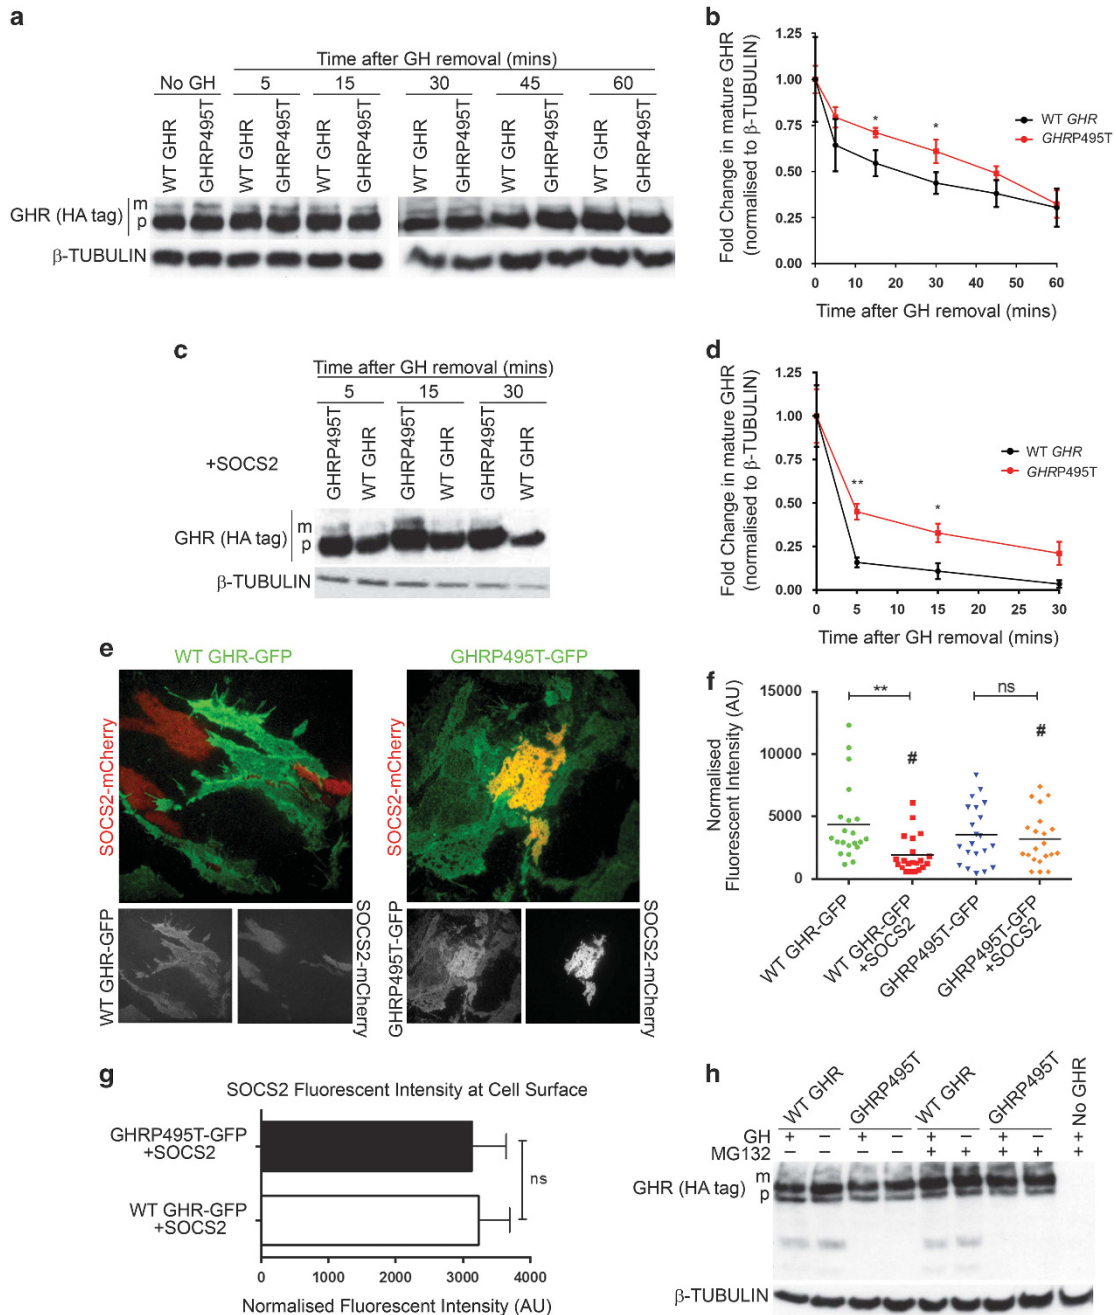 a
Time after GH removal (mins)
No GH 5 15 30 45 60
WT GHR GHRP495T WT GHR GHRP495T WT GHR GHRP495T WT GHR GHRP495T WT GHR GHRP495T WT GHR GHRP495T
GHR (HA tag) m
p
β-TUBULIN
b
Fold Change in mature GHR
(normalised to β-TUBULIN)
1.25
1.00
0.75
0.50
0.25
0.00
* *
WT GHR
GHRP495T
0 10 20 30 40 50 60
Time after GH removal (mins)
c
Time after GH removal (mins)
5 15 30
GHRP495T WT GHR GHRP495T WT GHR GHRP495T WT GHR
+SOCS2
GHR (HA tag) m
p
β-TUBULIN
d
Fold Change in mature GHR
(normalised to β-TUBULIN)
1.25
1.00
0.75
0.50
0.25
0.00
** *
WT GHR
GHRP495T
0 5 10 15 20 25 30
Time after GH removal (mins)
e
WT GHR-GFP GHRP495T-GFP
SOCS2-mCherry SOCS2-mCherry
WT GHR-GFP SOCS2-mCherry GHRP495T-GFP SOCS2-mCherry
f
Normalised
Fluorescent Intensity (AU)
15000
10000
5000
0
** ns
# #
WT GHR-GFP
WT GHR-GFP
+SOCS2
GHRP495T-GFP
GHRP495T-GFP
+SOCS2
g
SOCS2 Fluorescent Intensity at Cell Surface
GHRP495T-GFP
+SOCS2
WT GHR-GFP
+SOCS2
ns
0 1000 2000 3000 4000
Normalised Fluorescent Intensity (AU)
h
WT GHR GHRP495T WT GHR GHRP495T No GHR
GH + − + − + − + − +
MG132 − − − − + + + + +
GHR (HA tag) m
p
β-TUBULIN